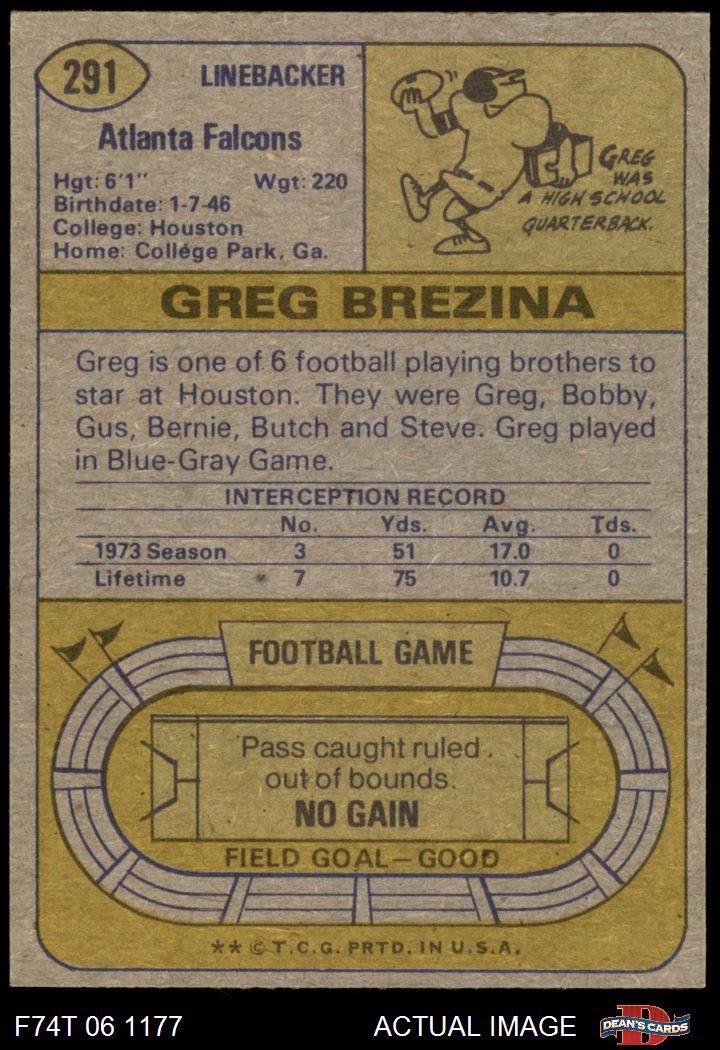 291
LINEBACKER
Atlanta Falcons
Hgt: 6'1" Wgt: 220
Birthdate: 1-7-46
College: Houston
Home: College Park, Ga.
GREG
WAS
A HIGH SCHOOL
QUARTERBACK.
GREG BREZINA
Greg is one of 6 football playing brothers to
star at Houston. They were Greg, Bobby,
Gus, Bernie, Butch and Steve. Greg played
in Blue-Gray Game.
INTERCEPTION RECORD
No. Yds. Avg. Tds.
1973 Season 3 51 17.0 0
Lifetime 7 75 10.7 0
FOOTBALL GAME
Pass caught ruled
out of bounds.
NO GAIN
FIELD GOAL—GOOD
** © T.C.G. PRTD. IN U.S.A.
F74T 06 1177 ACTUAL IMAGE
D
DEAN'S CARDS